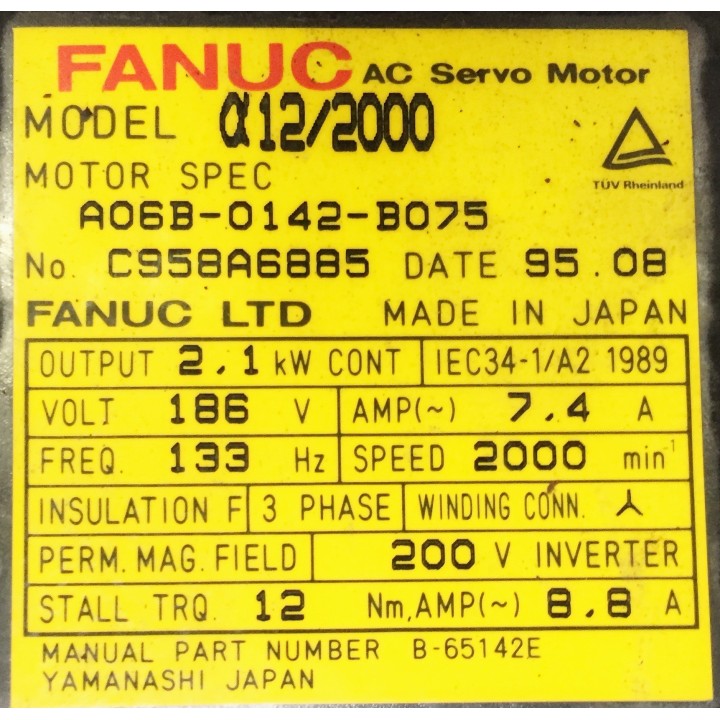 FANUC AC Servo Motor
MODEL α12/2000
TÜV Rheinland
MOTOR SPEC
A06B-0142-B075
No. C958A6885 DATE 95.08
FANUC LTD MADE IN JAPAN
OUTPUT 2.1 kW CONT IEC34-1/A2 1989
VOLT 186 V AMP(~) 7.4 A
FREQ. 133 Hz SPEED 2000 min⁻¹
INSULATION F 3 PHASE WINDING CONN.
PERM. MAG. FIELD 200 V INVERTER
STALL TRQ. 12 Nm, AMP(~) 8.8 A
MANUAL PART NUMBER B-65142E
YAMANASHI JAPAN